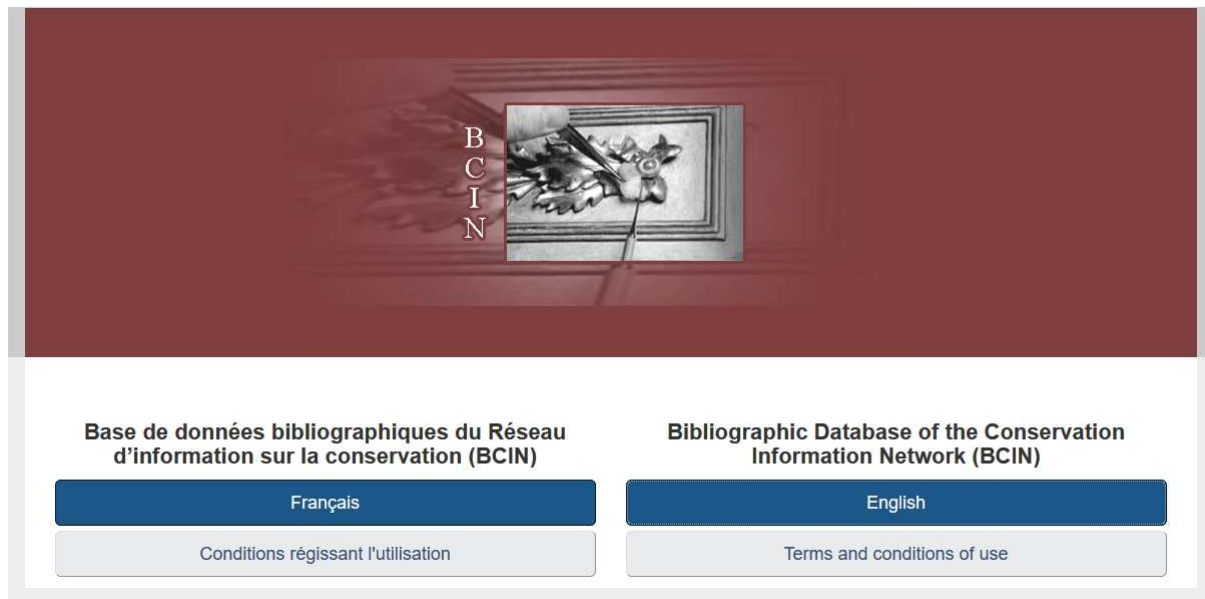 B
C
I
N
Base de données bibliographiques du Réseau
d'information sur la conservation (BCIN)
Français
Conditions régissant l'utilisation
Bibliographic Database of the Conservation
Information Network (BCIN)
English
Terms and conditions of use